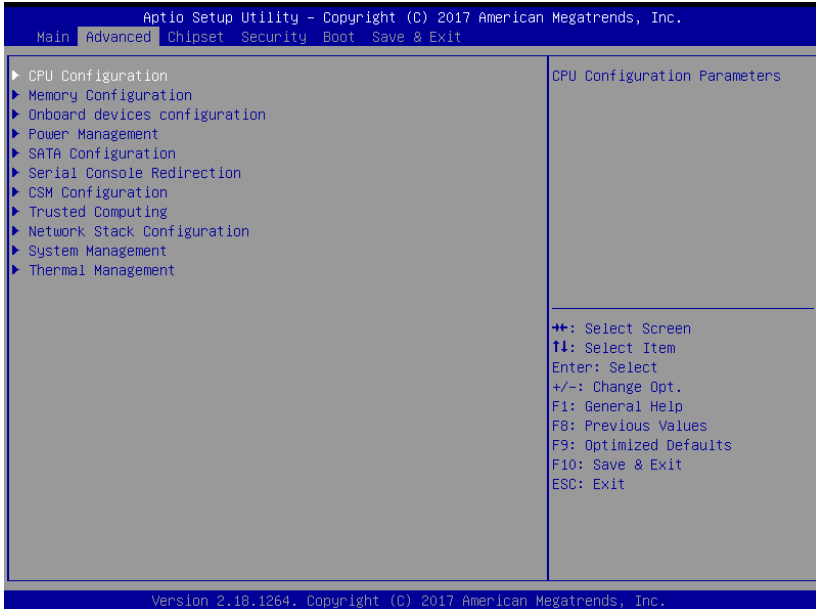 Aptio Setup Utility – Copyright (C) 2017 American Megatrends, Inc.
Main Advanced Chipset Security Boot Save & Exit
▶ CPU Configuration
▶ Memory Configuration
▶ Onboard devices configuration
▶ Power Management
▶ SATA Configuration
▶ Serial Console Redirection
▶ CSM Configuration
▶ Trusted Computing
▶ Network Stack Configuration
▶ System Management
▶ Thermal Management
CPU Configuration Parameters
→←: Select Screen
↑↓: Select Item
Enter: Select
+/-: Change Opt.
F1: General Help
F8: Previous Values
F9: Optimized Defaults
F10: Save & Exit
ESC: Exit
Version 2.18.1264. Copyright (C) 2017 American Megatrends, Inc.